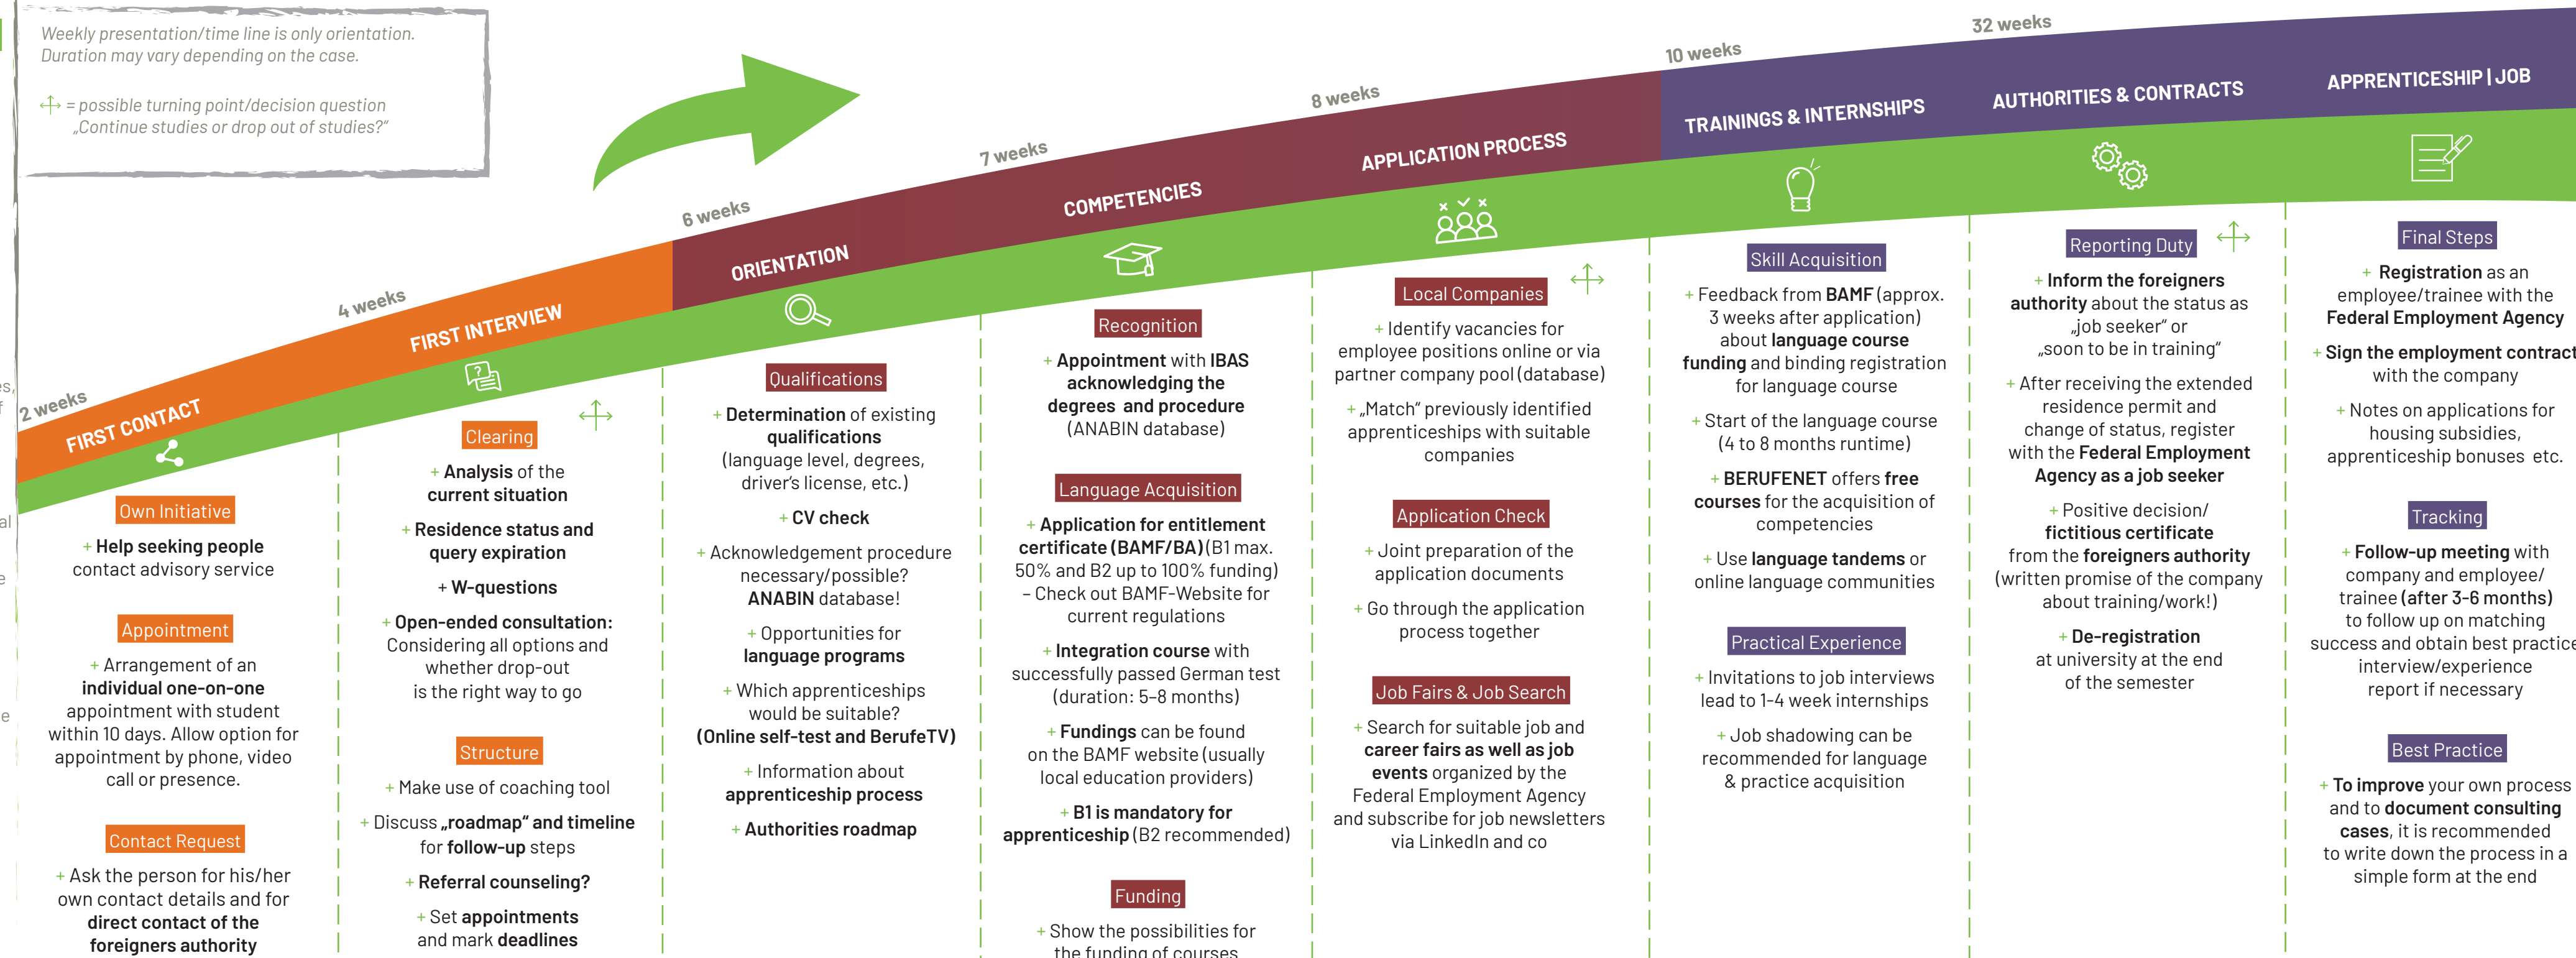 Weekly presentation/time line is only orientation.
Duration may vary depending on the case.
= possible turning point/decision question
„Continue studies or drop out of studies?“
2 weeks
4 weeks
6 weeks
7 weeks
8 weeks
10 weeks
32 weeks
FIRST CONTACT
FIRST INTERVIEW
ORIENTATION
COMPETENCIES
APPLICATION PROCESS
TRAININGS & INTERNSHIPS
AUTHORITIES & CONTRACTS
APPRENTICESHIP | JOB
Own Initiative
+ Help seeking people
contact advisory service
Appointment
+ Arrangement of an
individual one-on-one
appointment with student
within 10 days. Allow option for
appointment by phone, video
call or presence.
Contact Request
+ Ask the person for his/her
own contact details and for
direct contact of the
foreigners authority
Clearing
+ Analysis of the
current situation
+ Residence status and
query expiration
+ W-questions
+ Open-ended consultation:
Considering all options and
whether drop-out
is the right way to go
Structure
+ Make use of coaching tool
+ Discuss „roadmap“ and timeline
for follow-up steps
+ Referral counseling?
+ Set appointments
and mark deadlines
Qualifications
+ Determination of existing
qualifications
(language level, degrees,
driver‘s license, etc.)
+ CV check
+ Acknowledgement procedure
necessary/possible?
ANABIN database!
+ Opportunities for
language programs
+ Which apprenticeships
would be suitable?
(Online self-test and BerufeTV)
+ Information about
apprenticeship process
+ Authorities roadmap
Recognition
+ Appointment with IBAS
acknowledging the
degrees and procedure
(ANABIN database)
Language Acquisition
+ Application for entitlement
certificate (BAMF/BA) (B1 max.
50% and B2 up to 100% funding)
– Check out BAMF-Website for
current regulations
+ Integration course with
successfully passed German test
(duration: 5–8 months)
+ Fundings can be found
on the BAMF website (usually
local education providers)
+ B1 is mandatory for
apprenticeship (B2 recommended)
Funding
+ Show the possibilities for
the funding of courses
Local Companies
+ Identify vacancies for
employee positions online or via
partner company pool (database)
+ „Match“ previously identified
apprenticeships with suitable
companies
Application Check
+ Joint preparation of the
application documents
+ Go through the application
process together
Job Fairs & Job Search
+ Search for suitable job and
career fairs as well as job
events organized by the
Federal Employment Agency
and subscribe for job newsletters
via LinkedIn and co
Skill Acquisition
+ Feedback from BAMF (approx.
3 weeks after application)
about language course
funding and binding registration
for language course
+ Start of the language course
(4 to 8 months runtime)
+ BERUFENET offers free
courses for the acquisition of
competencies
+ Use language tandems or
online language communities
Practical Experience
+ Invitations to job interviews
lead to 1-4 week internships
+ Job shadowing can be
recommended for language
& practice acquisition
Reporting Duty
+ Inform the foreigners
authority about the status as
„job seeker“ or
„soon to be in training“
+ After receiving the extended
residence permit and
change of status, register
with the Federal Employment
Agency as a job seeker
+ Positive decision/
fictitious certificate
from the foreigners authority
(written promise of the company
about training/work!)
+ De-registration
at university at the end
of the semester
Final Steps
+ Registration as an
employee/trainee with the
Federal Employment Agency
+ Sign the employment contract
with the company
+ Notes on applications for
housing subsidies,
apprenticeship bonuses etc.
Tracking
+ Follow-up meeting with
company and employee/
trainee (after 3-6 months)
to follow up on matching
success and obtain best practice
interview/experience
report if necessary
Best Practice
+ To improve your own process
and to document consulting
cases, it is recommended
to write down the process in a
simple form at the end